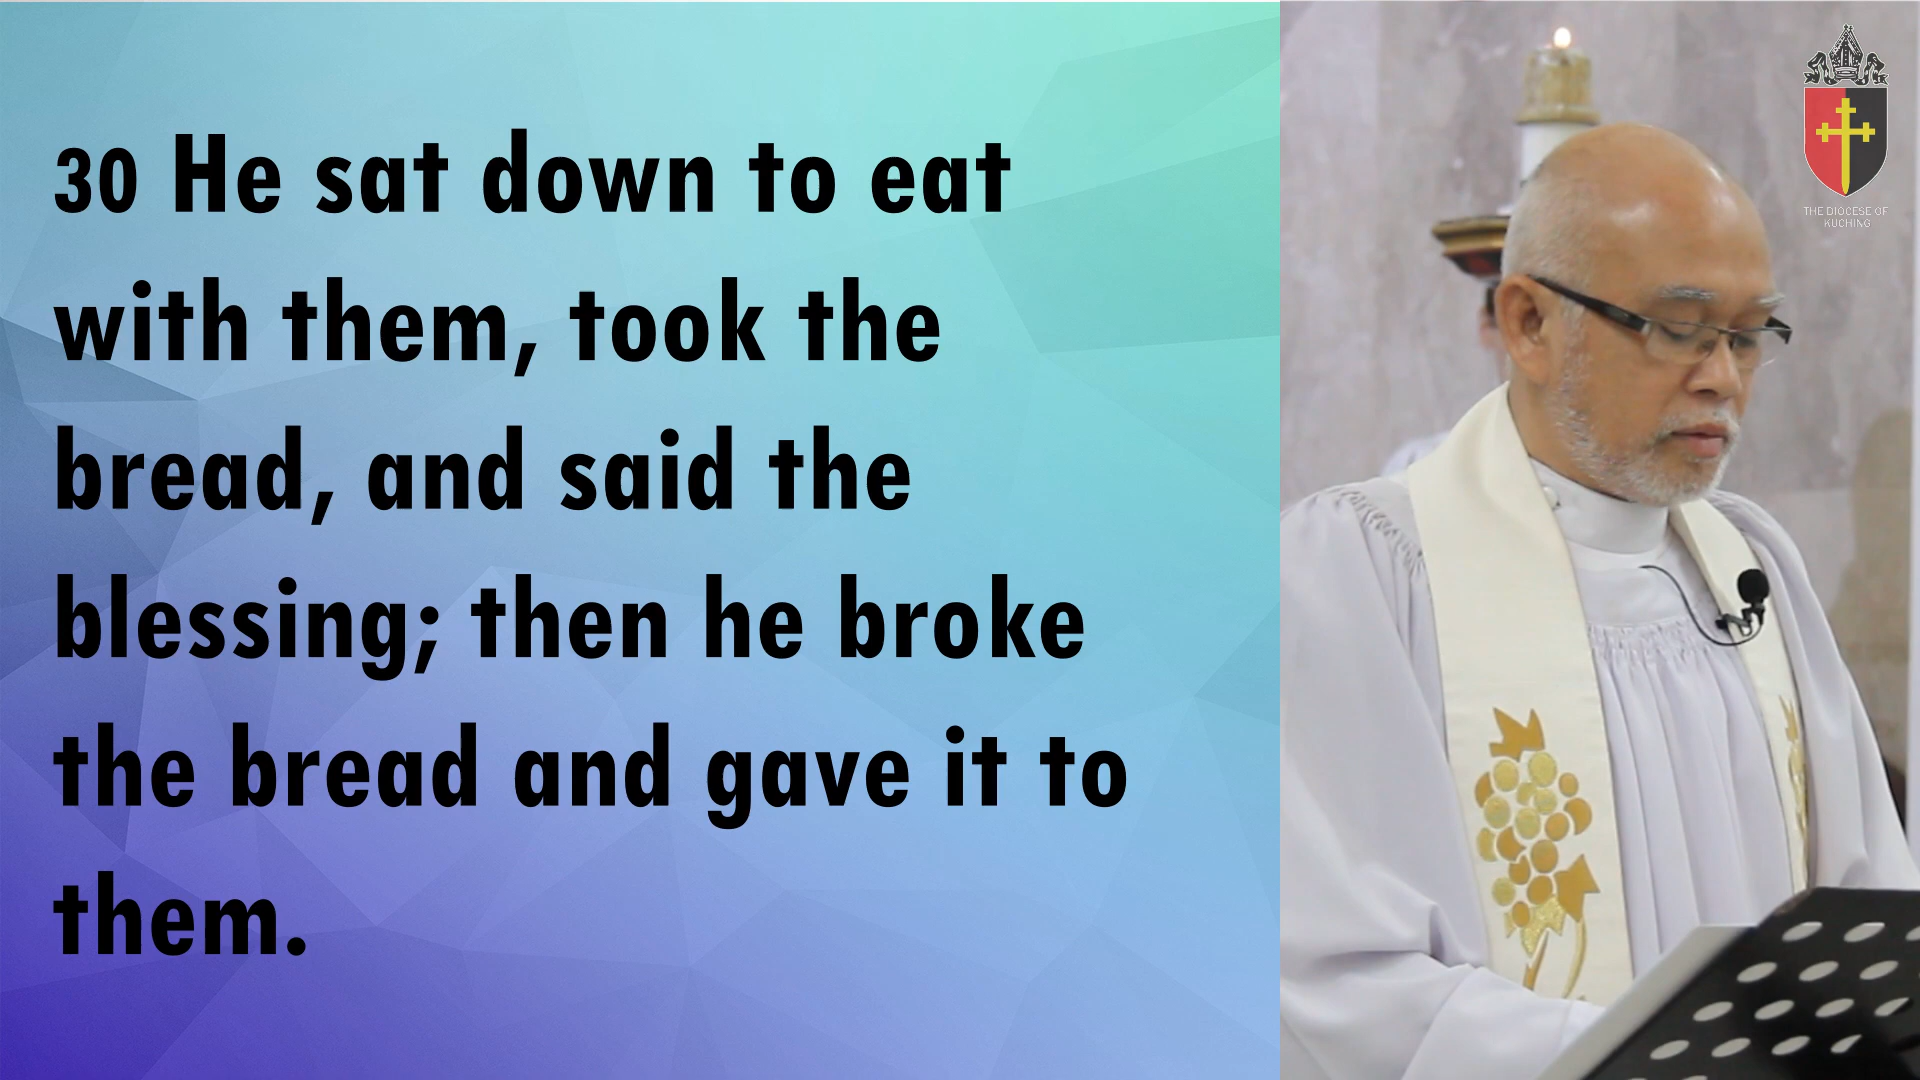 30 He sat down to eat
with them, took the
bread, and said the
blessing; then he broke
the bread and gave it to
them.
THE DIOCESE OF
KUCHING